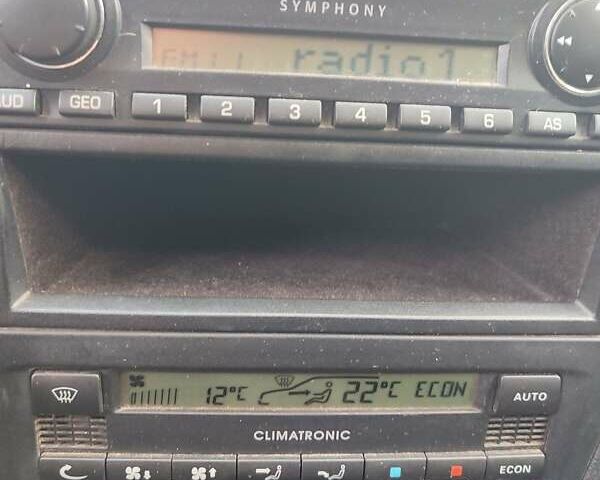 SYMPHONY
radio1
GEO 1 2 3 4 5 6 AS
12°C 22°C ECON
AUTO
CLIMATRONIC
ECON